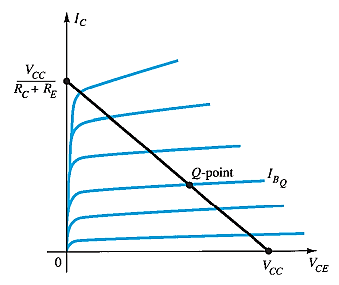 I_C
V_CC
R_C + R_E
Q-point
I_BQ
0
V_CC
V_CE